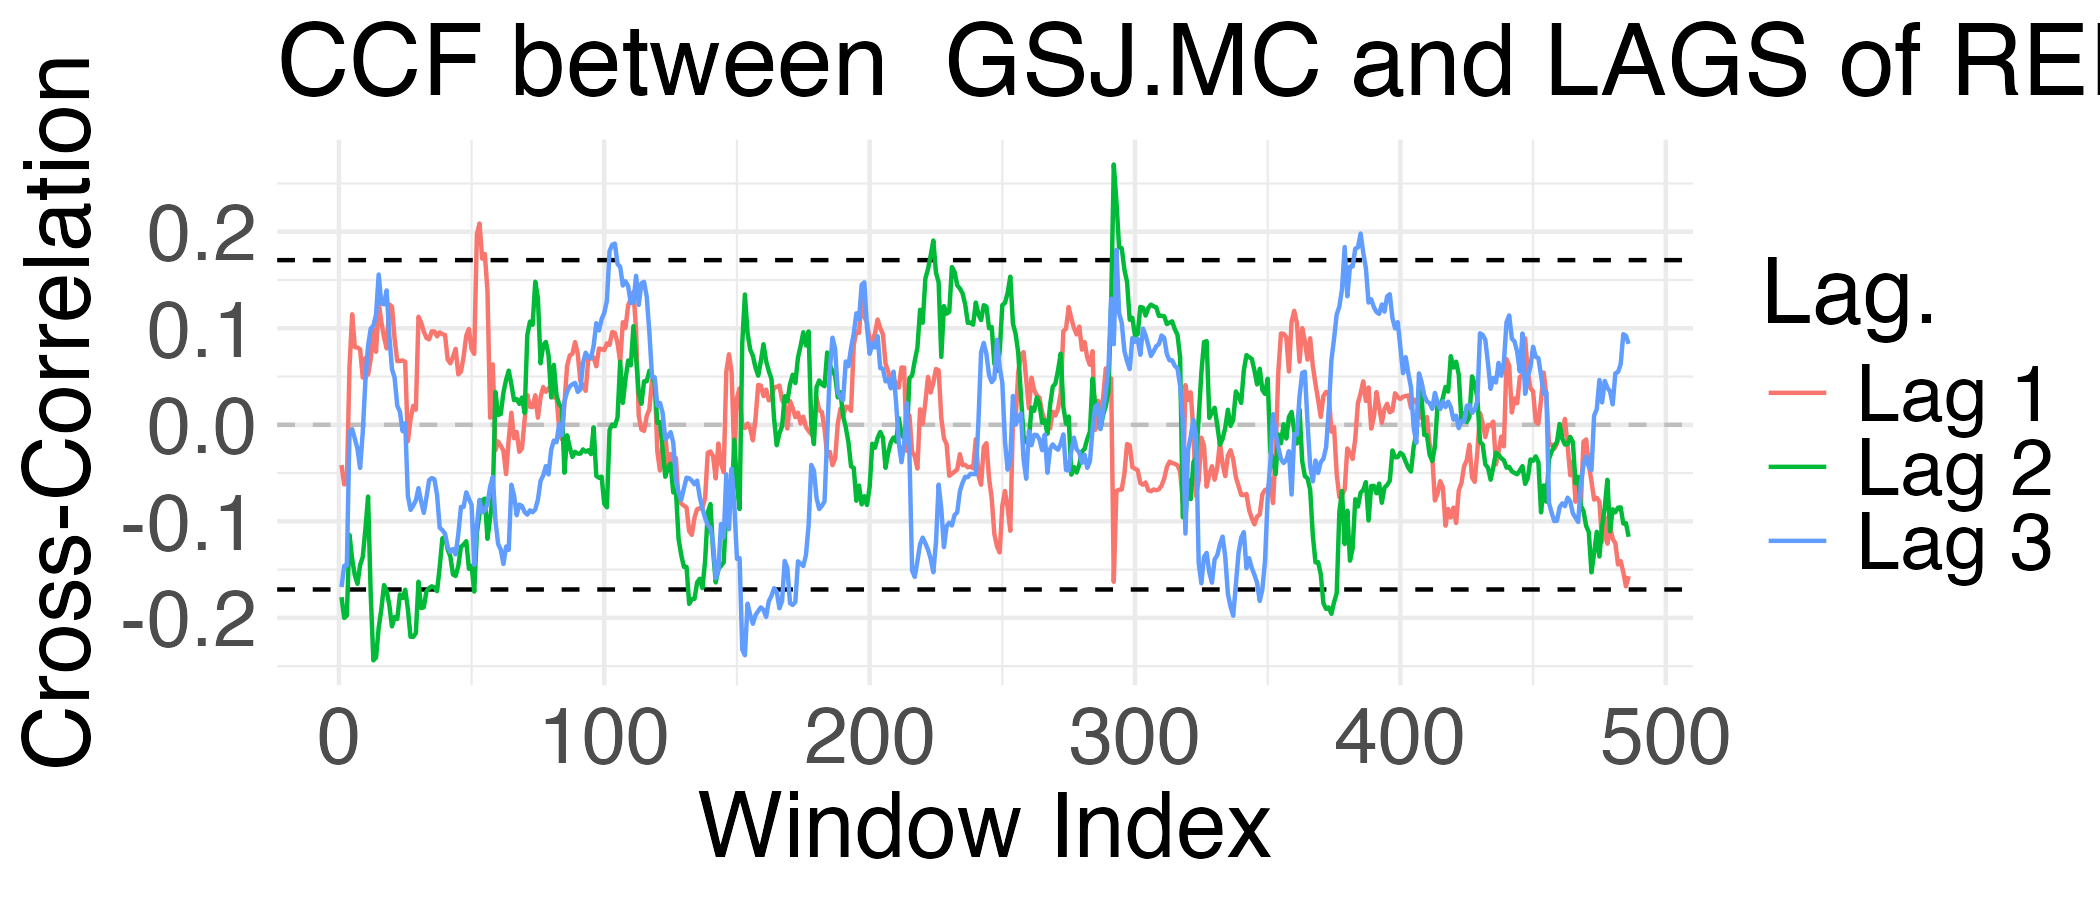 CCF between  GSJ.MC and LAGS of
Cross-Correlation
0.2
0.1
0.0
-0.1
-0.2
0 100 200 300 400 500
Window Index
Lag.
Lag 1
Lag 2
Lag 3